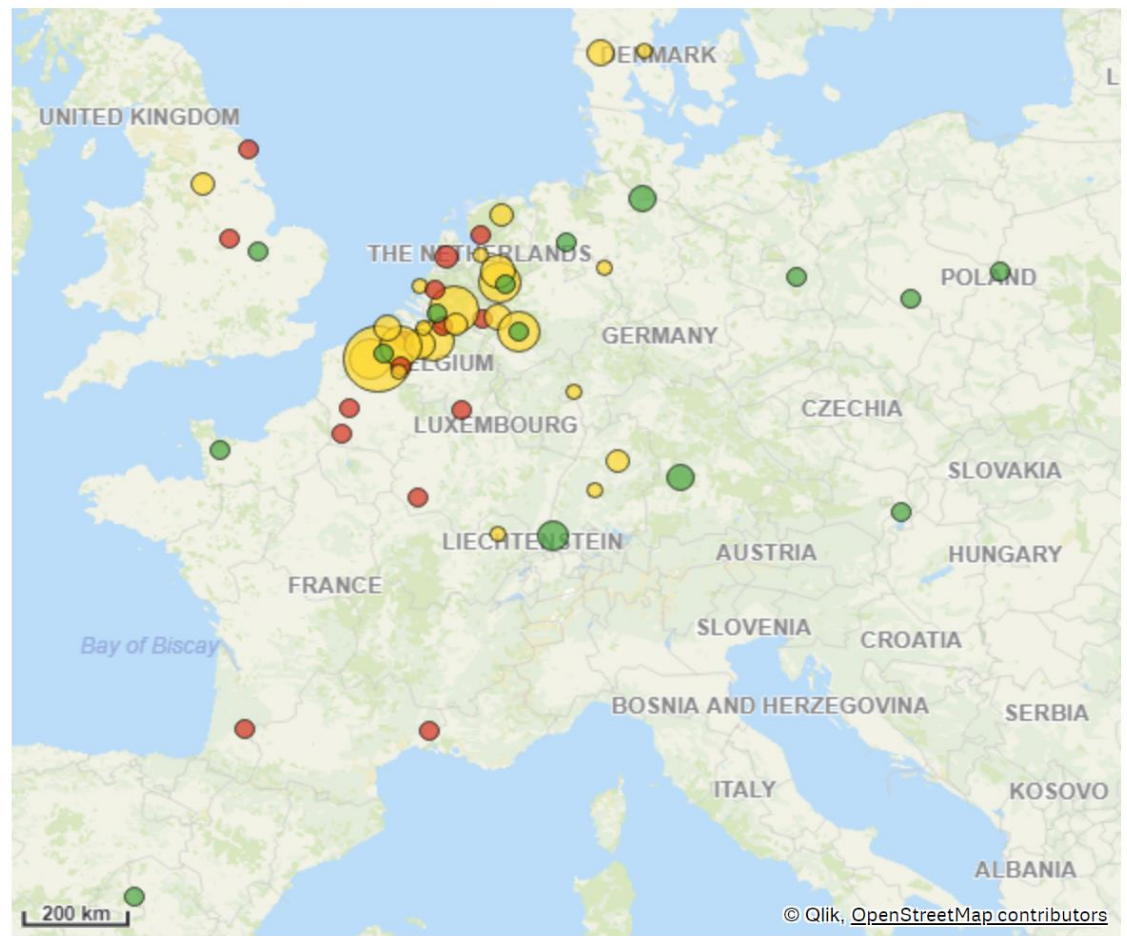 DENMARK
L
UNITED KINGDOM
THE NETHERLANDS
POLAND
GERMANY
ELGIUM
CZECHIA
LUXEMBOURG
SLOVAKIA
LIECHTENSTEIN
AUSTRIA
HUNGARY
FRANCE
SLOVENIA
CROATIA
Bay of Biscay
BOSNIA AND HERZEGOVINA
SERBIA
ITALY
KOSOVO
ALBANIA
200 km
© Qlik, OpenStreetMap contributors